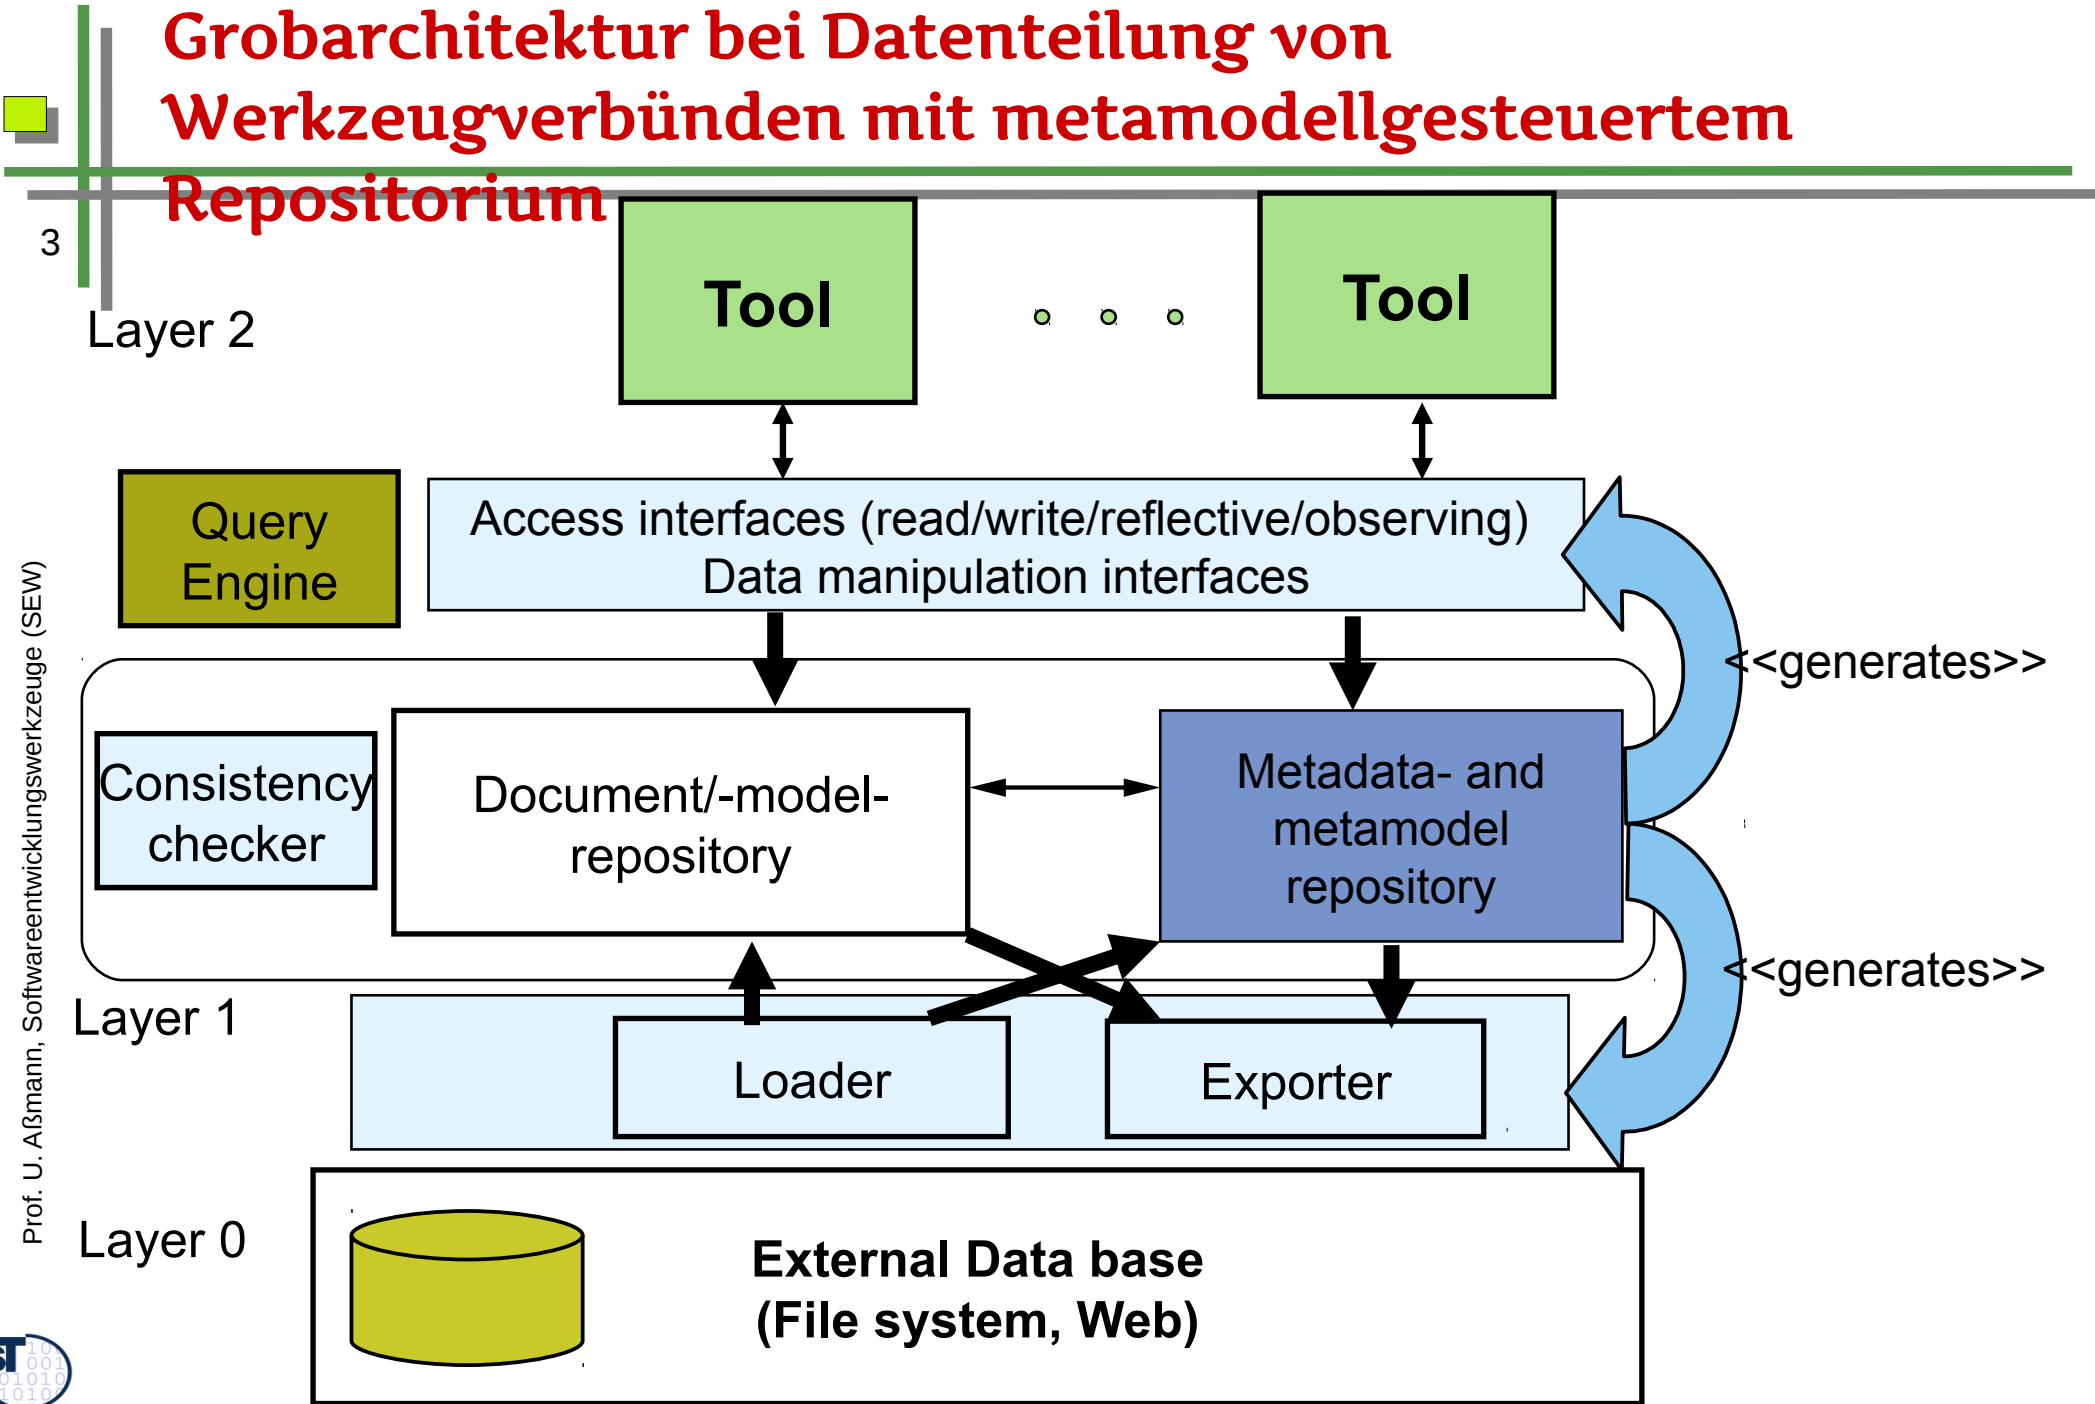 Grobarchitektur bei Datenteilung von
Werkzeugverbünden mit metamodellgesteuertem
Repositorium
3
Tool
Tool
Layer 2
Query
Engine
Access interfaces (read/write/reflective/observing)
Data manipulation interfaces
<<generates>>
Consistency
checker
Document/-model-
repository
Metadata- and
metamodel
repository
<<generates>>
Layer 1
Loader
Exporter
Layer 0
External Data base
(File system, Web)
Prof. U. Aßmann, Softwareentwicklungswerkzeuge (SEW)